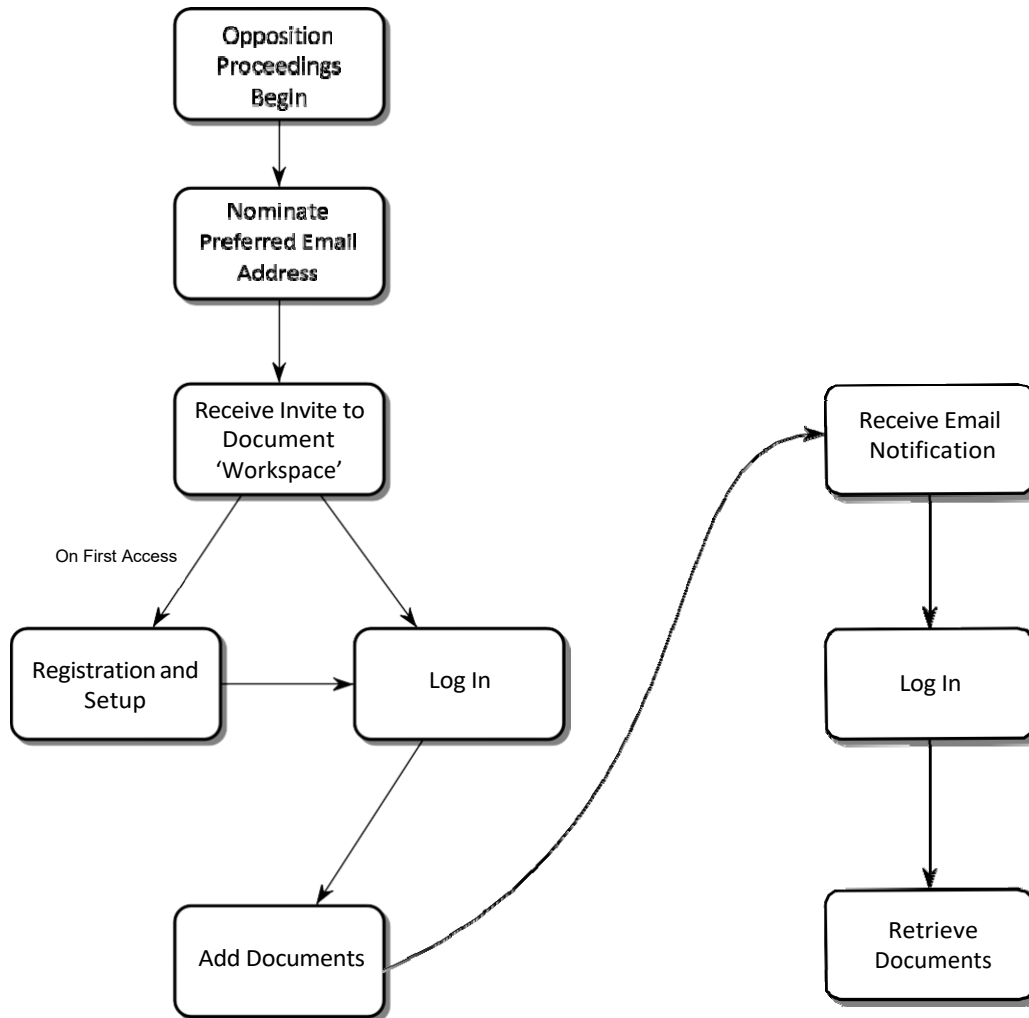 Opposition
Proceedings
Begin
Nominate
Preferred Email
Address
Receive Invite to
Document
‘Workspace’
On First Access
Registration and
Setup
Log In
Add Documents
Receive Email
Notification
Log In
Retrieve
Documents